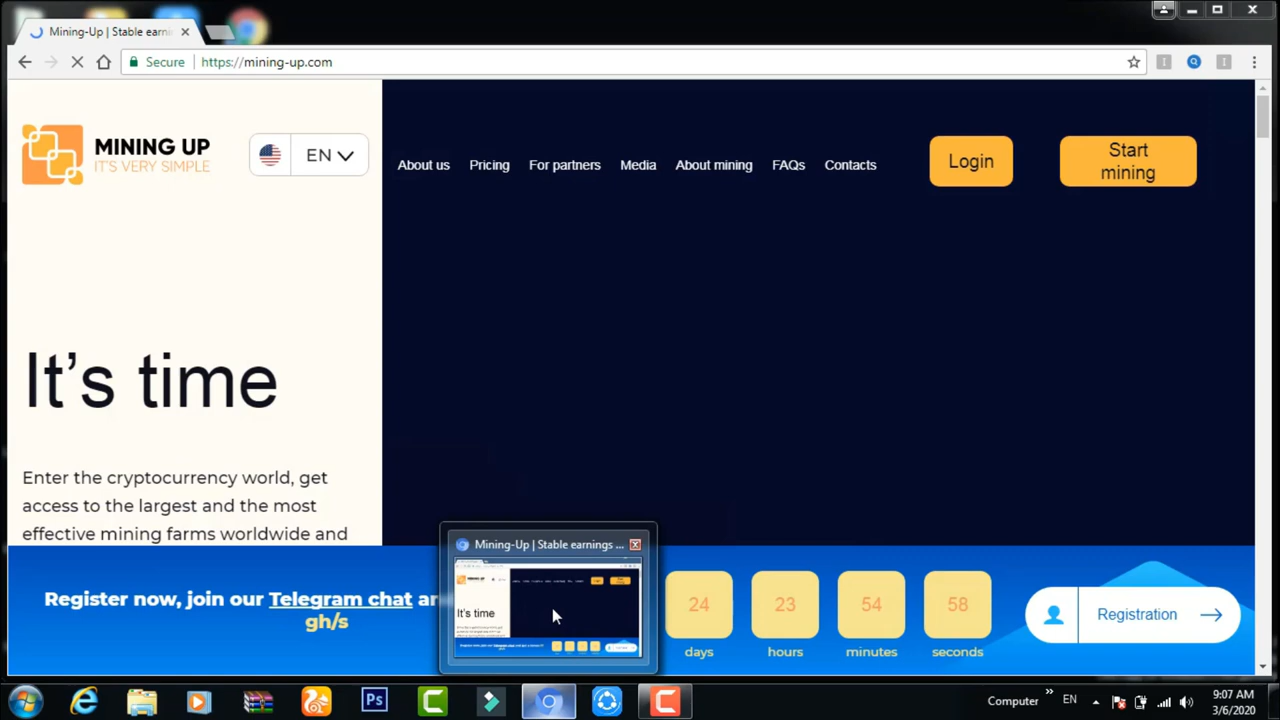 Mining-Up | Stable earni
Secure
https://mining-up.com
MINING UP
IT'S VERY SIMPLE
EN
About us
Pricing
For partners
Media
About mining
FAQs
Contacts
Login
Start
mining
It's time
Enter the cryptocurrency world, get
access to the largest and the most
effective mining farms worldwide and
Register now, join our Telegram chat ar
gh/s
Mining-Up | Stable earnings ...
MINING UP
It's time
24
23
54
58
days
hours
minutes
seconds
Registration
Ps
Computer
EN
9:07 AM
3/6/2020